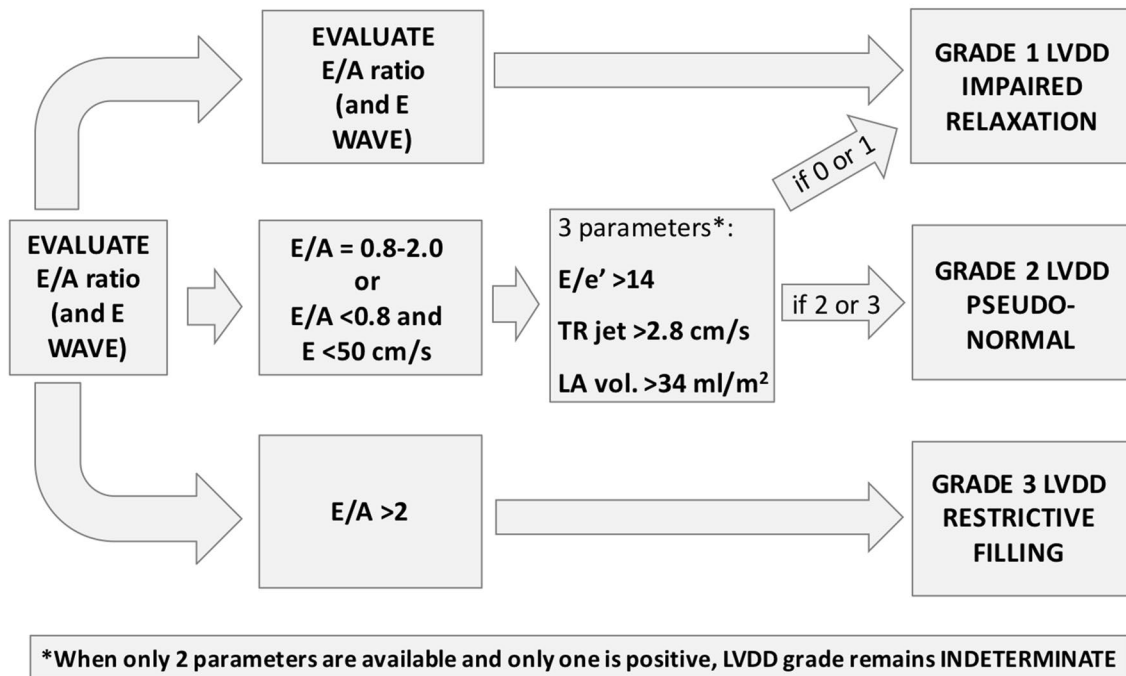 EVALUATE
E/A ratio
(and E
WAVE)
EVALUATE
E/A ratio
(and E
WAVE)
GRADE 1 LVDD
IMPAIRED
RELAXATION
if 0 or 1
E/A = 0.8-2.0
or
E/A <0.8 and
E <50 cm/s
3 parameters*:
E/e’ >14
TR jet >2.8 cm/s
LA vol. >34 ml/m²
if 2 or 3
GRADE 2 LVDD
PSEUDO-
NORMAL
E/A >2
GRADE 3 LVDD
RESTRICTIVE
FILLING
*When only 2 parameters are available and only one is positive, LVDD grade remains INDETERMINATE